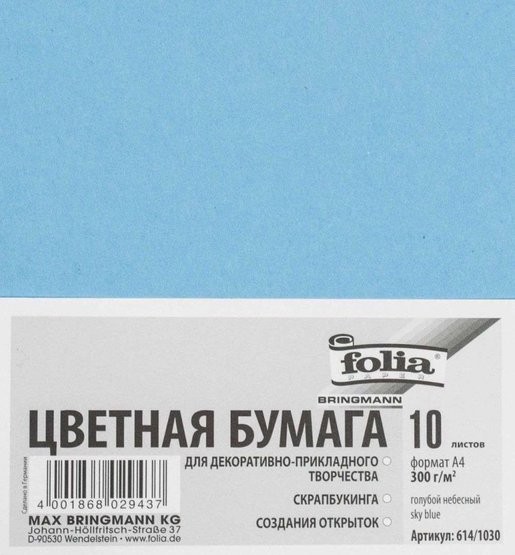 folia
PAPER
BRINGMANN
ЦВЕТНАЯ БУМАГА 10 листов
ДЛЯ ДЕКОРАТИВНО-ПРИКЛАДНОГО
ТВОРЧЕСТВА
СКРАПБУКИНГА
СОЗДАНИЯ ОТКРЫТОК
формат А4
300 г/м²
голубой небесный
sky blue
Артикул: 614/1030
Сделано в Германии
4 001868 029437
MAX BRINGMANN KG
Johann-Höllfritsch-Straße 37
D-90530 Wendelstein • www.folia.de